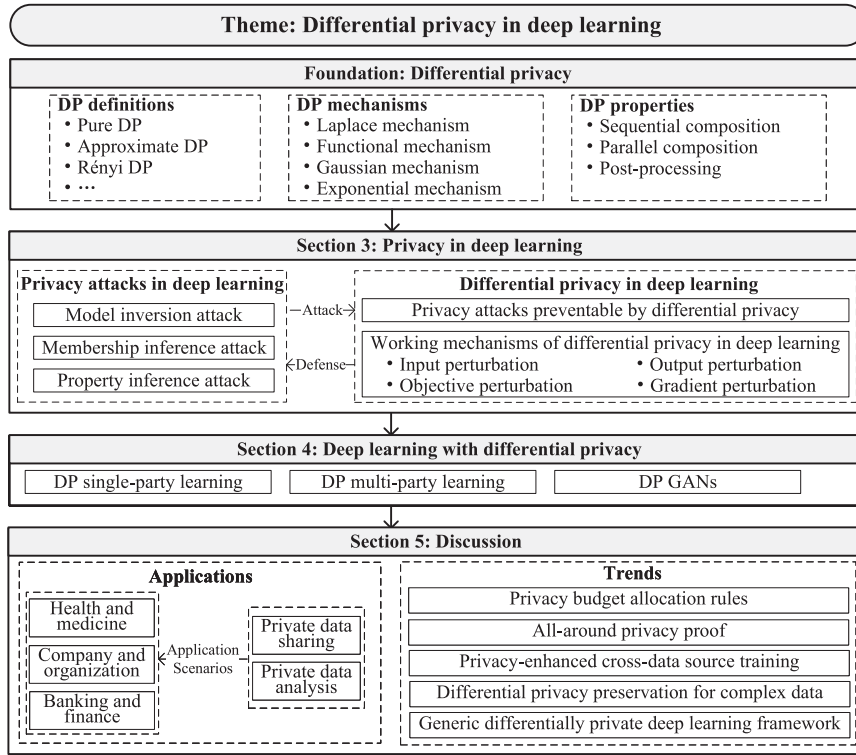 Theme: Differential privacy in deep learning
Foundation: Differential privacy
DP definitions
• Pure DP
• Approximate DP
• Rényi DP
• ...
DP mechanisms
• Laplace mechanism
• Functional mechanism
• Gaussian mechanism
• Exponential mechanism
DP properties
• Sequential composition
• Parallel composition
• Post-processing
Section 3: Privacy in deep learning
Privacy attacks in deep learning
Model inversion attack
Membership inference attack
Property inference attack
Attack
Defense
Differential privacy in deep learning
Privacy attacks preventable by differential privacy
Working mechanisms of differential privacy in deep learning
• Input perturbation
• Output perturbation
• Objective perturbation
• Gradient perturbation
Section 4: Deep learning with differential privacy
DP single-party learning
DP multi-party learning
DP GANs
Section 5: Discussion
Applications
Health and
medicine
Company and
organization
Banking and
finance
Application
Scenarios
Private data
sharing
Private data
analysis
Trends
Privacy budget allocation rules
All-around privacy proof
Privacy-enhanced cross-data source training
Differential privacy preservation for complex data
Generic differentially private deep learning framework